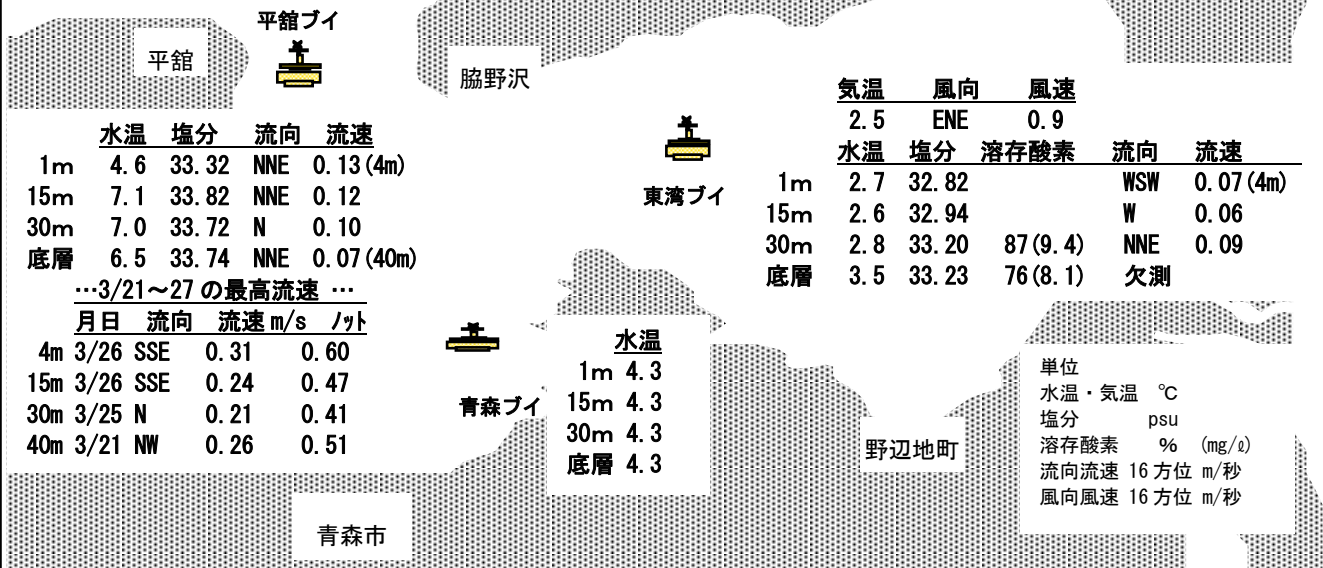 平舘ブイ
平舘
脇野沢
水温 塩分 流向 流速
1m 4.6 33.32 NNE 0.13(4m)
15m 7.1 33.82 NNE 0.12
30m 7.0 33.72 N 0.10
底層 6.5 33.74 NNE 0.07(40m)
…3/21～27の最高流速 …
月日 流向 流速m/s ノット
4m 3/26 SSE 0.31 0.60
15m 3/26 SSE 0.24 0.47
30m 3/25 N 0.21 0.41
40m 3/21 NW 0.26 0.51
東湾ブイ
気温 風向 風速
2.5 ENE 0.9
水温 塩分 溶存酸素 流向 流速
1m 2.7 32.82 WSW 0.07(4m)
15m 2.6 32.94 W 0.06
30m 2.8 33.20 87(9.4) NNE 0.09
底層 3.5 33.23 76(8.1) 欠測
青森ブイ
水温
1m 4.3
15m 4.3
30m 4.3
底層 4.3
野辺地町
青森市
単位
水温・気温 ℃
塩分 psu
溶存酸素 % (mg/ℓ)
流向流速 16方位 m/秒
風向風速 16方位 m/秒